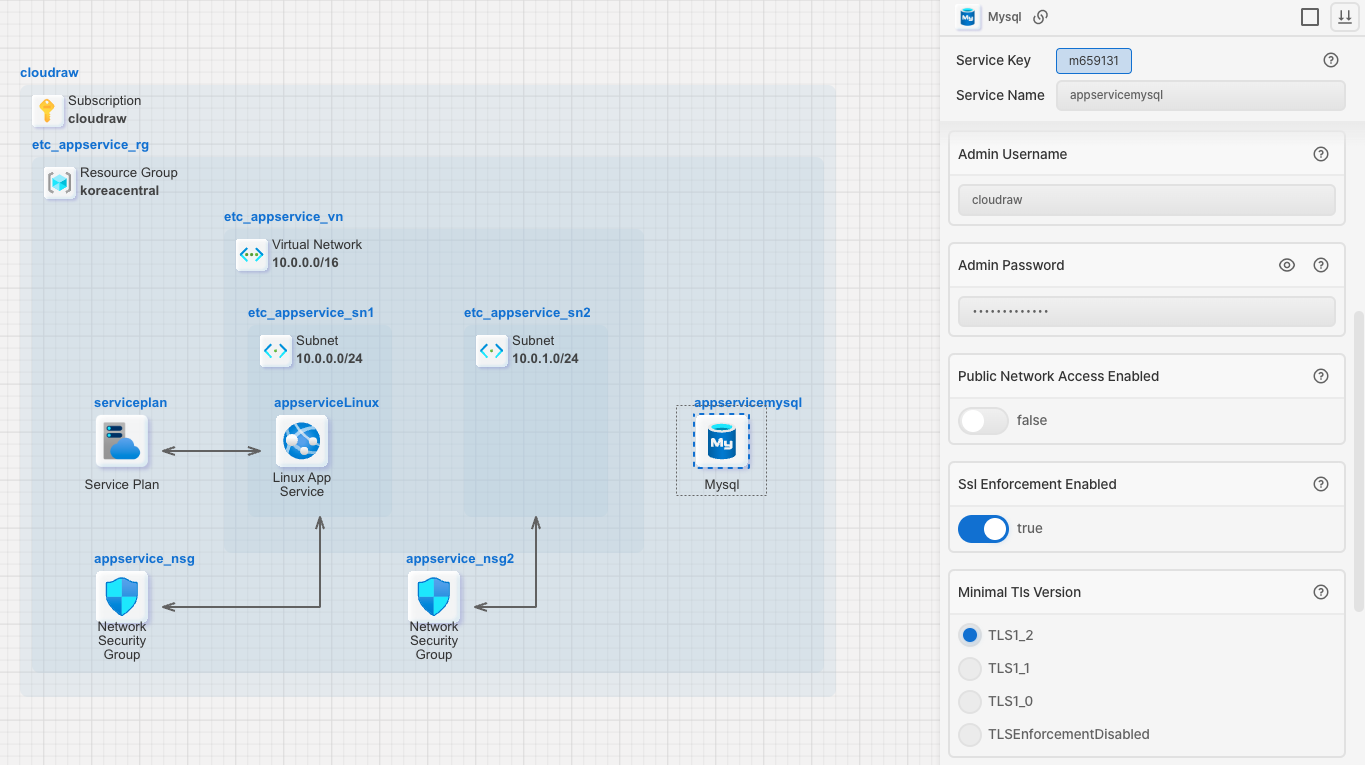 cloudraw
Subscription
cloudraw
etc_appservice_rg
Resource Group
koreacentral
etc_appservice_vn
Virtual Network
10.0.0.0/16
etc_appservice_sn1
Subnet
10.0.0.0/24
etc_appservice_sn2
Subnet
10.0.1.0/24
serviceplan
Service Plan
appserviceLinux
Linux App
Service
appservicemysql
My
Mysql
appservice_nsg
Network
Security
Group
appservice_nsg2
Network
Security
Group
My
Mysql
Service Key
m659131
Service Name
appservicemysql
Admin Username
cloudraw
Admin Password
•••••••••••••
Public Network Access Enabled
false
Ssl Enforcement Enabled
true
Minimal Tls Version
TLS1_2
TLS1_1
TLS1_0
TLSEnforcementDisabled